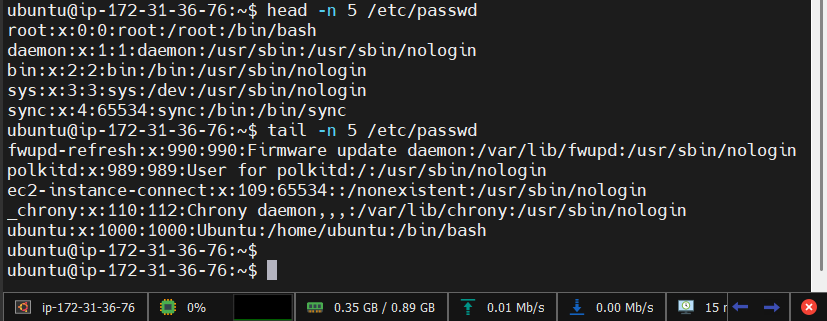 ubuntu@ip-172-31-36-76:~$ head -n 5 /etc/passwd
root:x:0:0:root:/root:/bin/bash
daemon:x:1:1:daemon:/usr/sbin:/usr/sbin/nologin
bin:x:2:2:bin:/bin:/usr/sbin/nologin
sys:x:3:3:sys:/dev:/usr/sbin/nologin
sync:x:4:65534:sync:/bin:/bin/sync
ubuntu@ip-172-31-36-76:~$ tail -n 5 /etc/passwd
fwupd-refresh:x:990:990:Firmware update daemon:/var/lib/fwupd:/usr/sbin/nologin
polkitd:x:989:989:User for polkitd:/:/usr/sbin/nologin
ec2-instance-connect:x:109:65534::/nonexistent:/usr/sbin/nologin
_chrony:x:110:112:Chrony daemon,,,:/var/lib/chrony:/usr/sbin/nologin
ubuntu:x:1000:1000:Ubuntu:/home/ubuntu:/bin/bash
ubuntu@ip-172-31-36-76:~$
ubuntu@ip-172-31-36-76:~$
ip-172-31-36-76 0% 0.35 GB / 0.89 GB 0.01 Mb/s 0.00 Mb/s 15